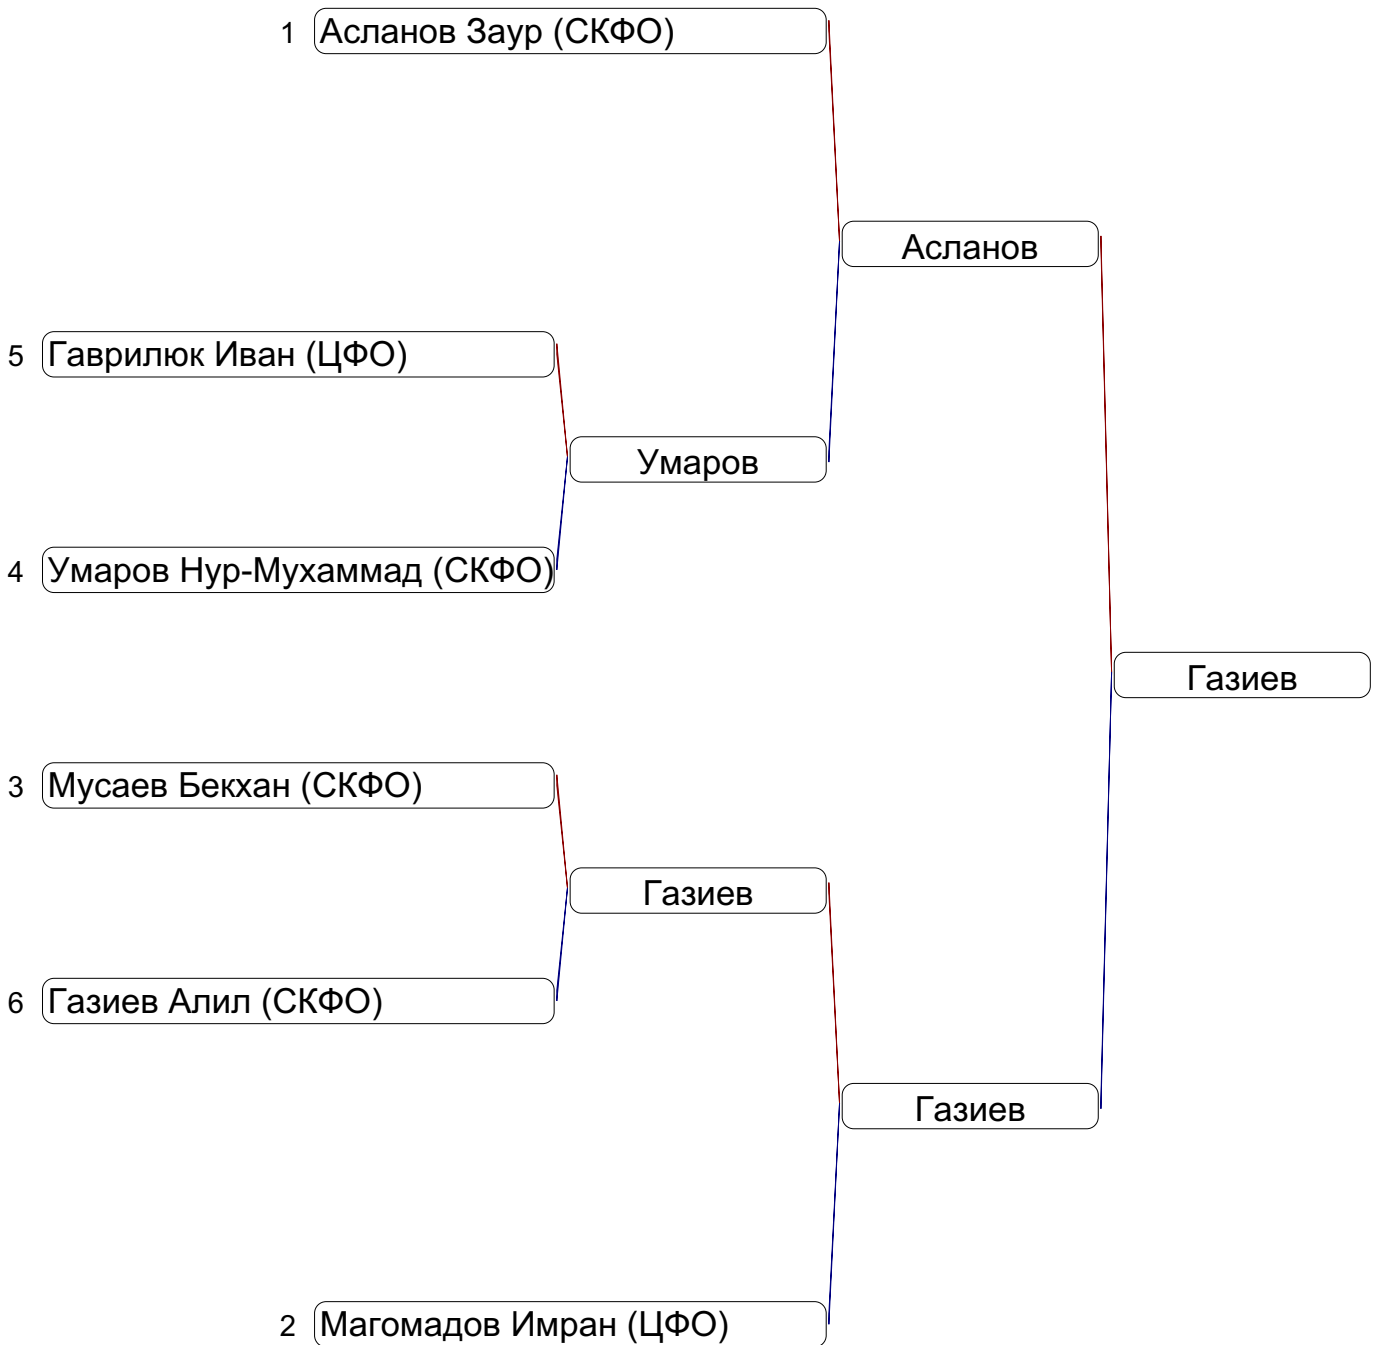 1 Асланов Заур (СКФО)
Асланов
5 Гаврилюк Иван (ЦФО)
Умаров
4 Умаров Нур-Мухаммад (СКФО)
Газиев
3 Мусаев Бекхан (СКФО)
Газиев
6 Газиев Алил (СКФО)
Газиев
2 Магомадов Имран (ЦФО)